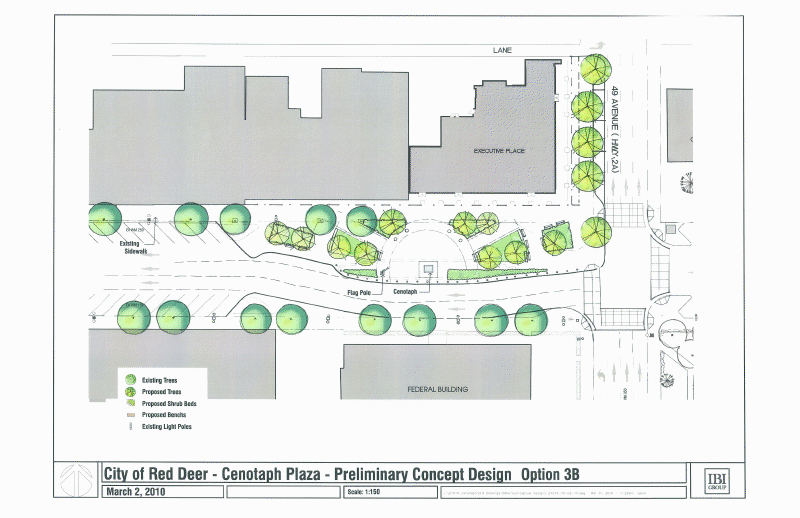 LANE
49 AVENUE ( HWY.2A)
EXECUTIVE PLACE
Existing
Sidewalk
Flag Pole
Cenotaph
FEDERAL BUILDING
Existing Trees
Proposed Trees
Proposed Shrub Beds
Proposed Benchs
Existing Light Poles
City of Red Deer - Cenotaph Plaza - Preliminary Concept Design Option 3B
March 2, 2010
Scale: 1:150
IBI
GROUP